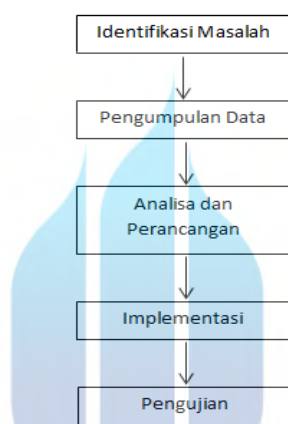 Identifikasi Masalah
Pengumpulan Data
Analisa dan
Perancangan
Implementasi
Pengujian